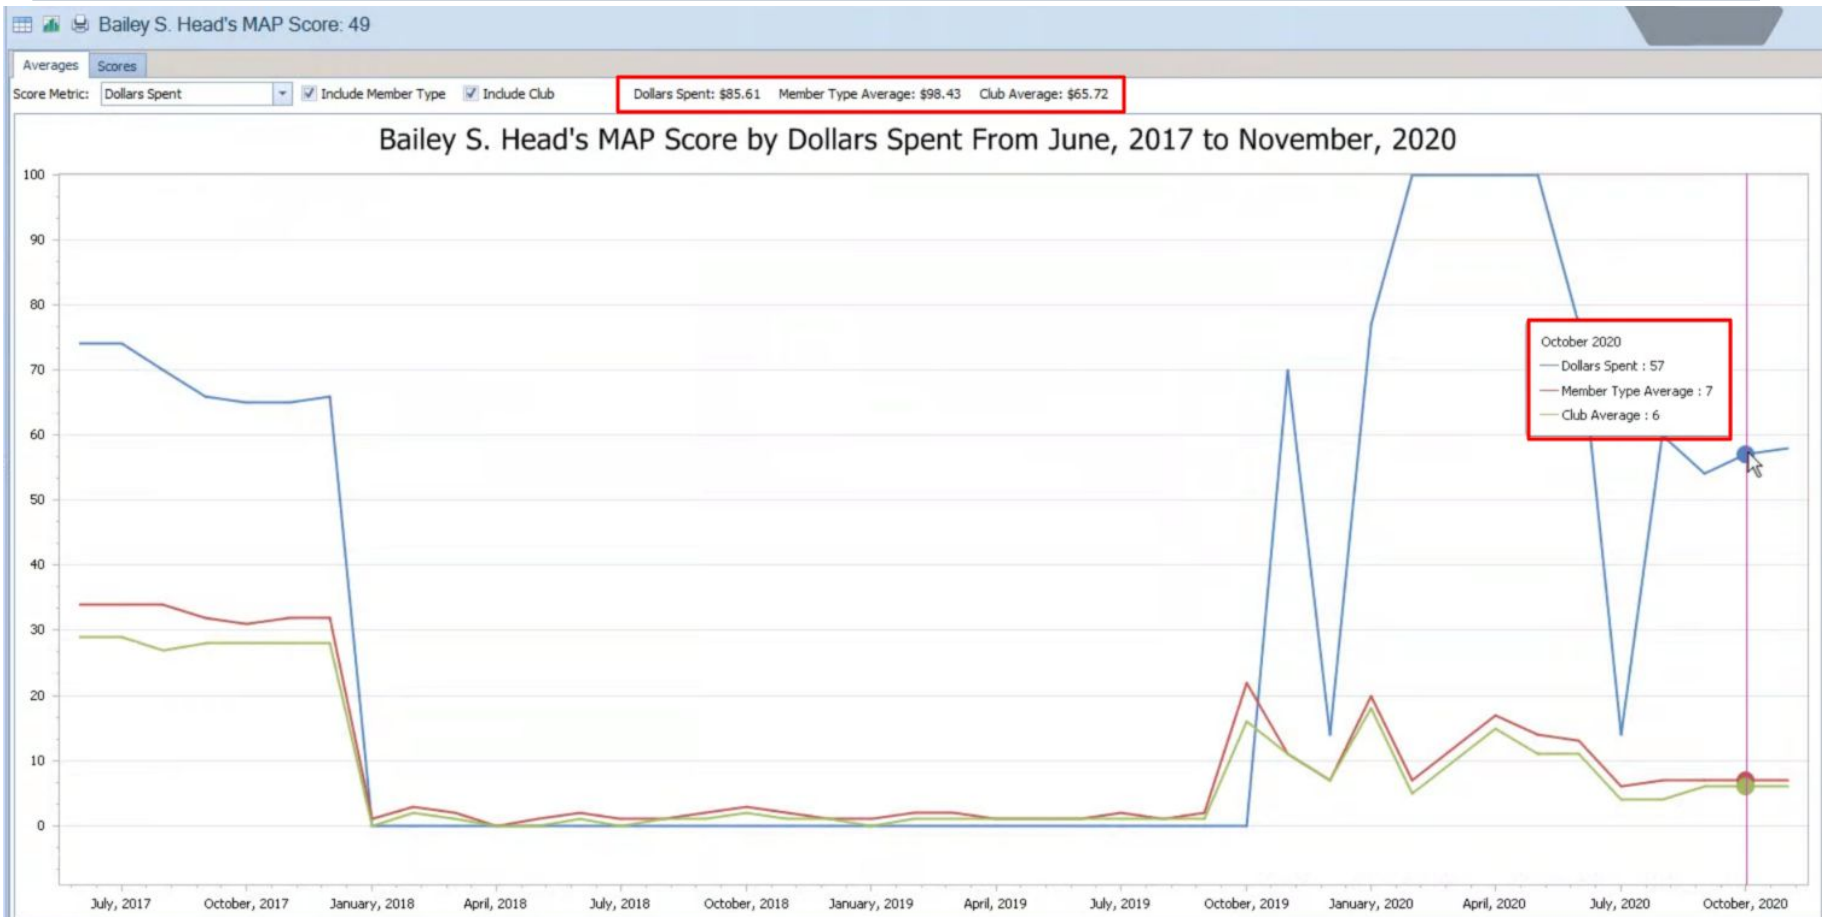 Bailey S. Head's MAP Score: 49
Averages Scores
Score Metric: Dollars Spent Include Member Type Include Club Dollars Spent: $85.61 Member Type Average: $98.43 Club Average: $65.72
Bailey S. Head's MAP Score by Dollars Spent From June, 2017 to November, 2020
100
90
80
70
60
50
40
30
20
10
0
October 2020
Dollars Spent : 57
Member Type Average : 7
Club Average : 6
July, 2017 October, 2017 January, 2018 April, 2018 July, 2018 October, 2018 January, 2019 April, 2019 July, 2019 October, 2019 January, 2020 April, 2020 July, 2020 October, 2020